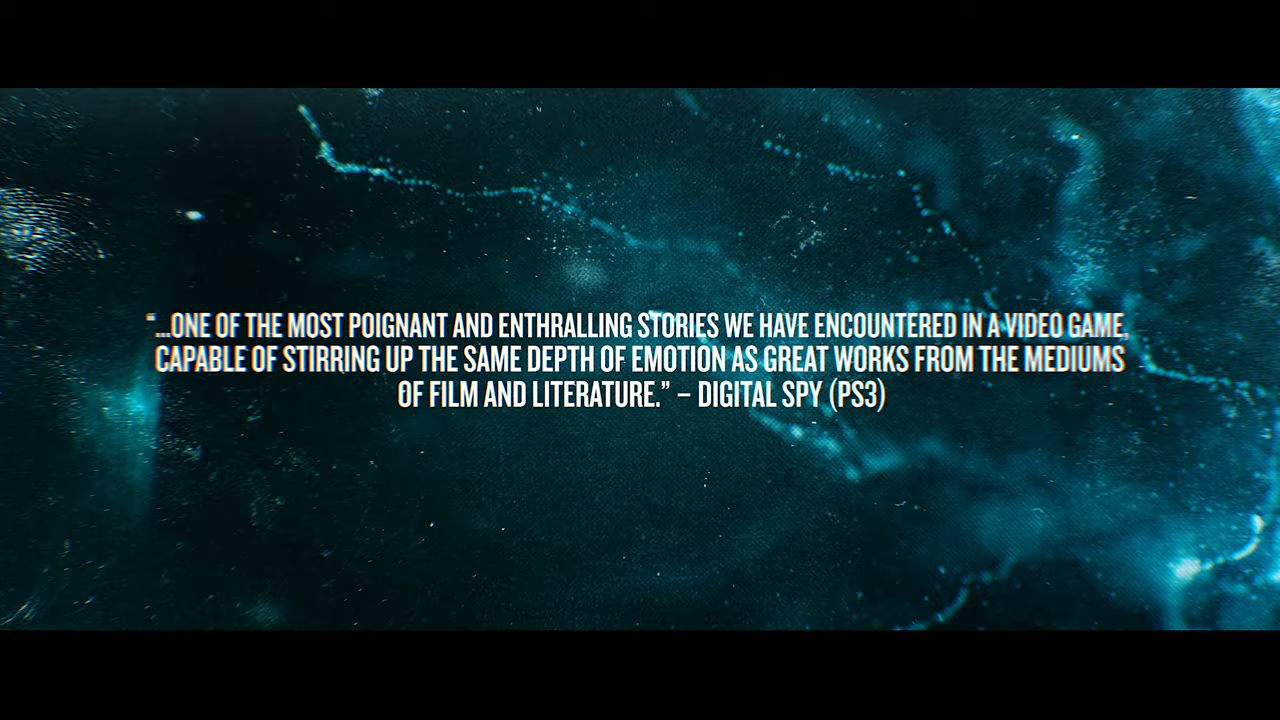 “...ONE OF THE MOST POIGNANT AND ENTHRALLING STORIES WE HAVE ENCOUNTERED IN A VIDEO GAME,
CAPABLE OF STIRRING UP THE SAME DEPTH OF EMOTION AS GREAT WORKS FROM THE MEDIUMS
OF FILM AND LITERATURE.” – DIGITAL SPY (PS3)